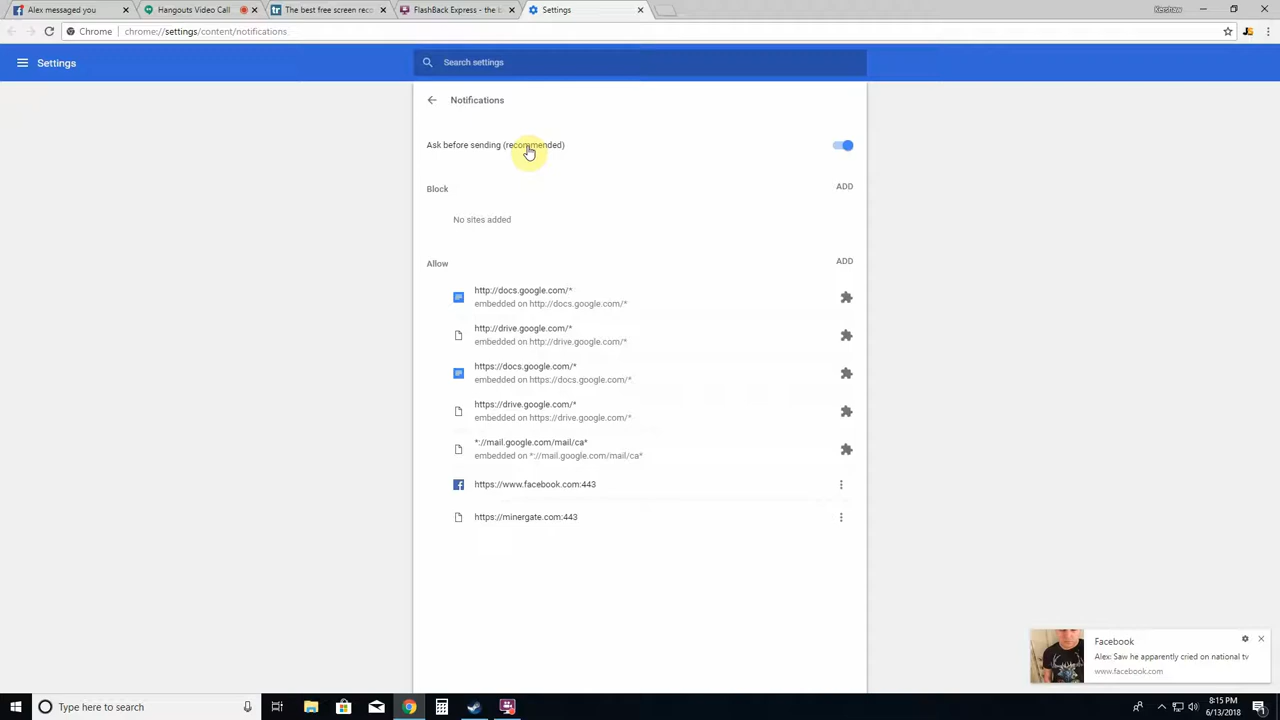 Alex messaged you
Hangouts Video Call
The best free screen reco
FlashBack Express - the b
Settings
Kershaw
Chrome
chrome://settings/content/notifications
Settings
Search settings
Notifications
Ask before sending (recommended)
Block
ADD
No sites added
Allow
ADD
http://docs.google.com/*
embedded on http://docs.google.com/*
http://drive.google.com/*
embedded on http://drive.google.com/*
https://docs.google.com/*
embedded on https://docs.google.com/*
https://drive.google.com/*
embedded on https://drive.google.com/*
*://mail.google.com/mail/ca*
embedded on *://mail.google.com/mail/ca*
https://www.facebook.com:443
https://minergate.com:443
Facebook
Alex: Saw he apparently cried on national tv
www.facebook.com
Type here to search
8:15 PM
6/13/2018